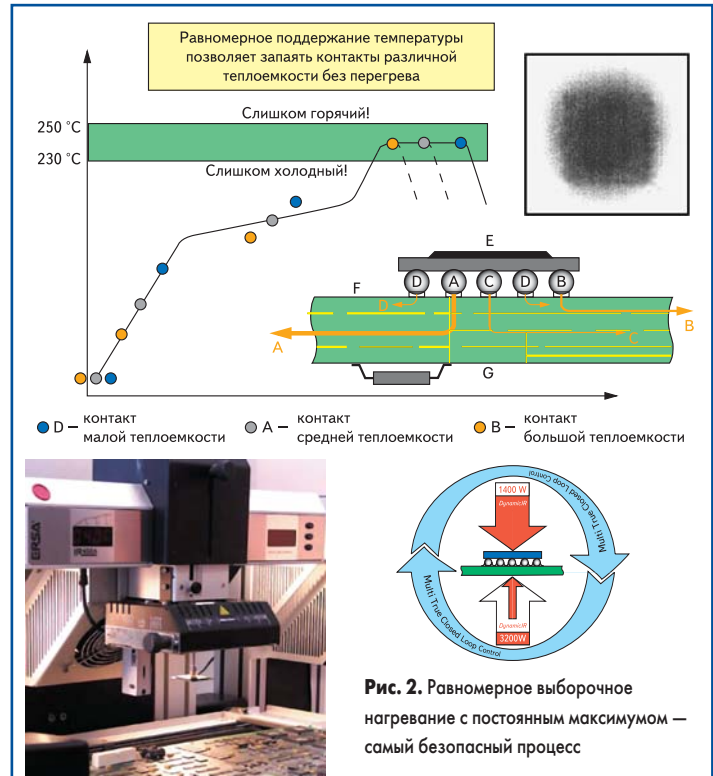 Равномерное поддержание температуры
позволяет запаять контакты различной
теплоемкости без перегрева
Слишком горячий!
250 °C
230 °C
Слишком холодный!
E
F
D
A
C
D
B
D
A
C
B
G
D – контакт
малой теплоемкости
A – контакт
средней теплоемкости
B – контакт
большой теплоемкости
ERSA
1400 W
DynamicIR
Multi True Closed Loop Control
Multi True Closed Loop Control
DynamicIR
3200W
Рис. 2. Равномерное выборочное
нагревание с постоянным максимумом —
самый безопасный процесс